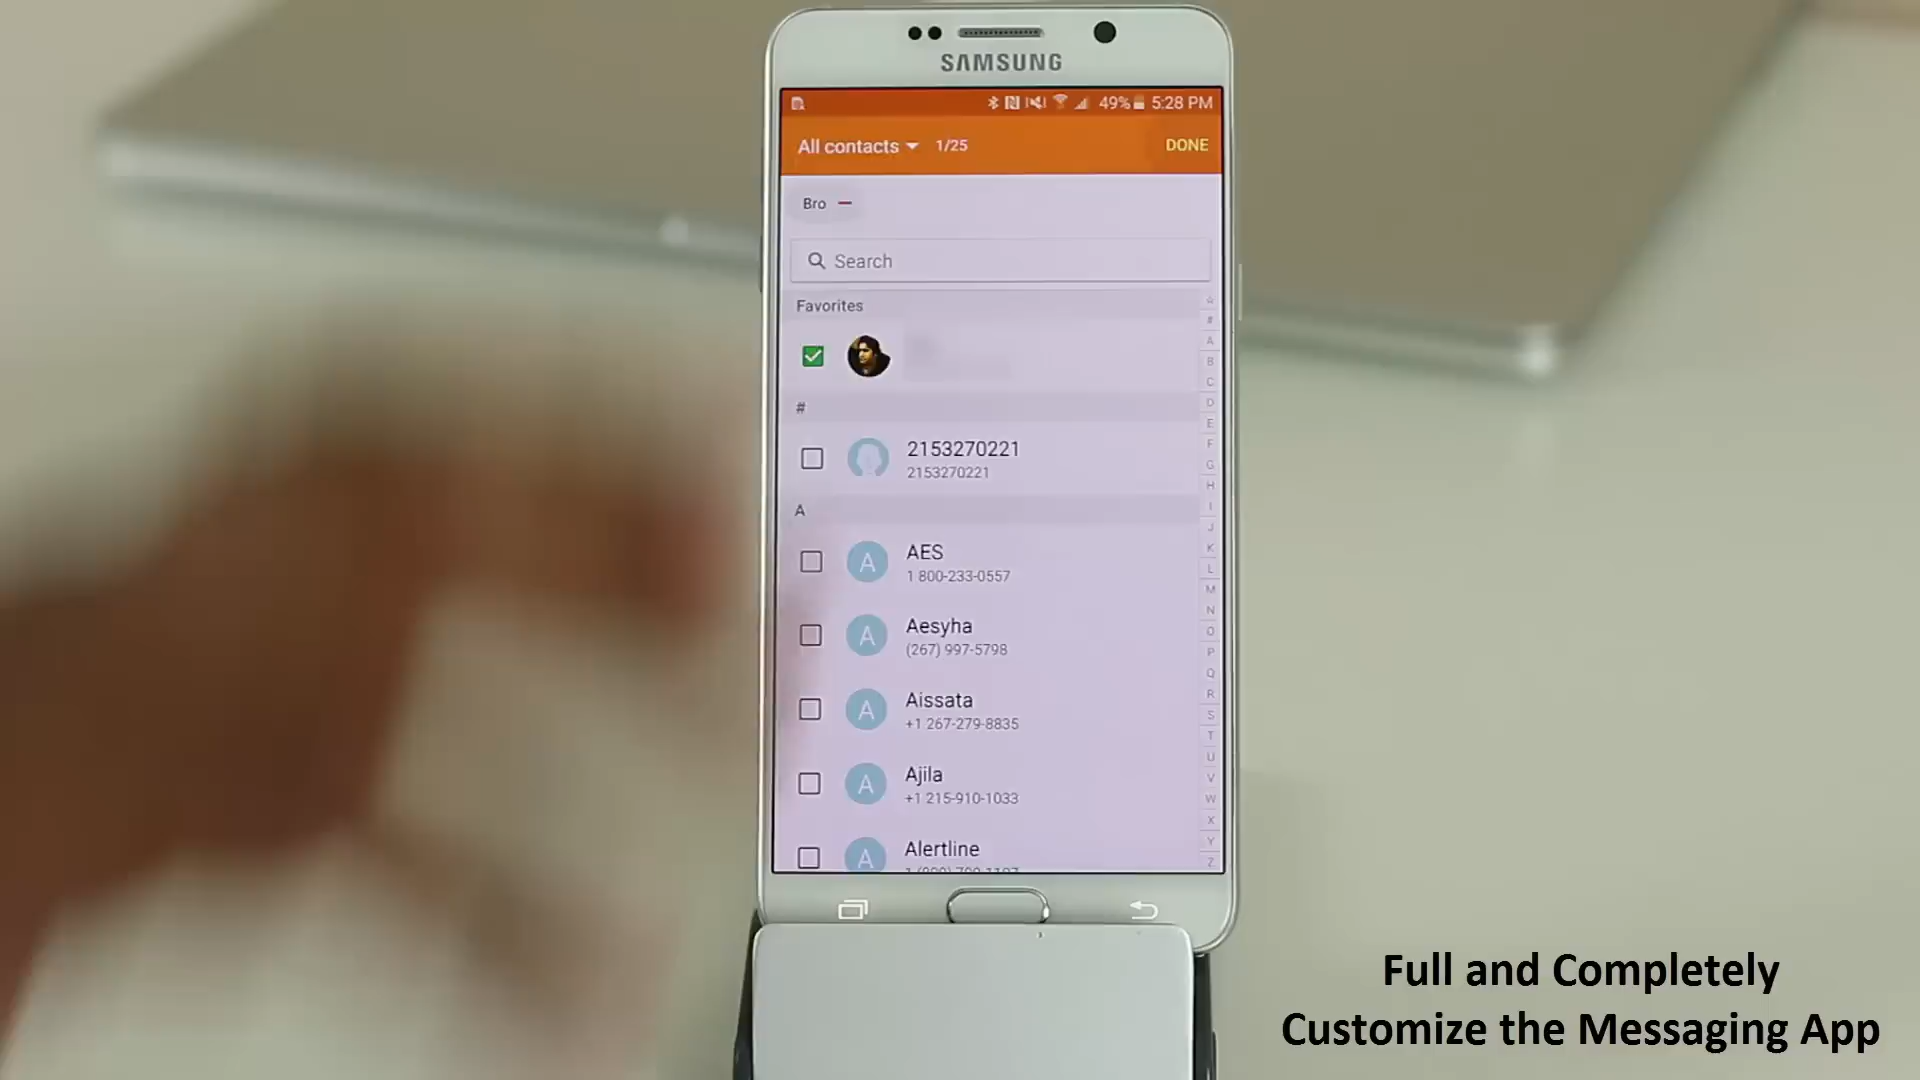 SAMSUNG
49% 5:28 PM
All contacts 1/25 DONE
Bro
Search
Favorites
#
2153270221
2153270221
A
A AES
1 800-233-0557
A Aesyha
(267) 997-5798
A Aissata
+1 267-279-8835
A Ajila
+1 215-910-1033
A Alertline
#
A
B
C
D
E
F
G
H
I
J
K
L
M
N
O
P
Q
R
S
T
U
V
W
X
Y
Z
Full and Completely
Customize the Messaging App